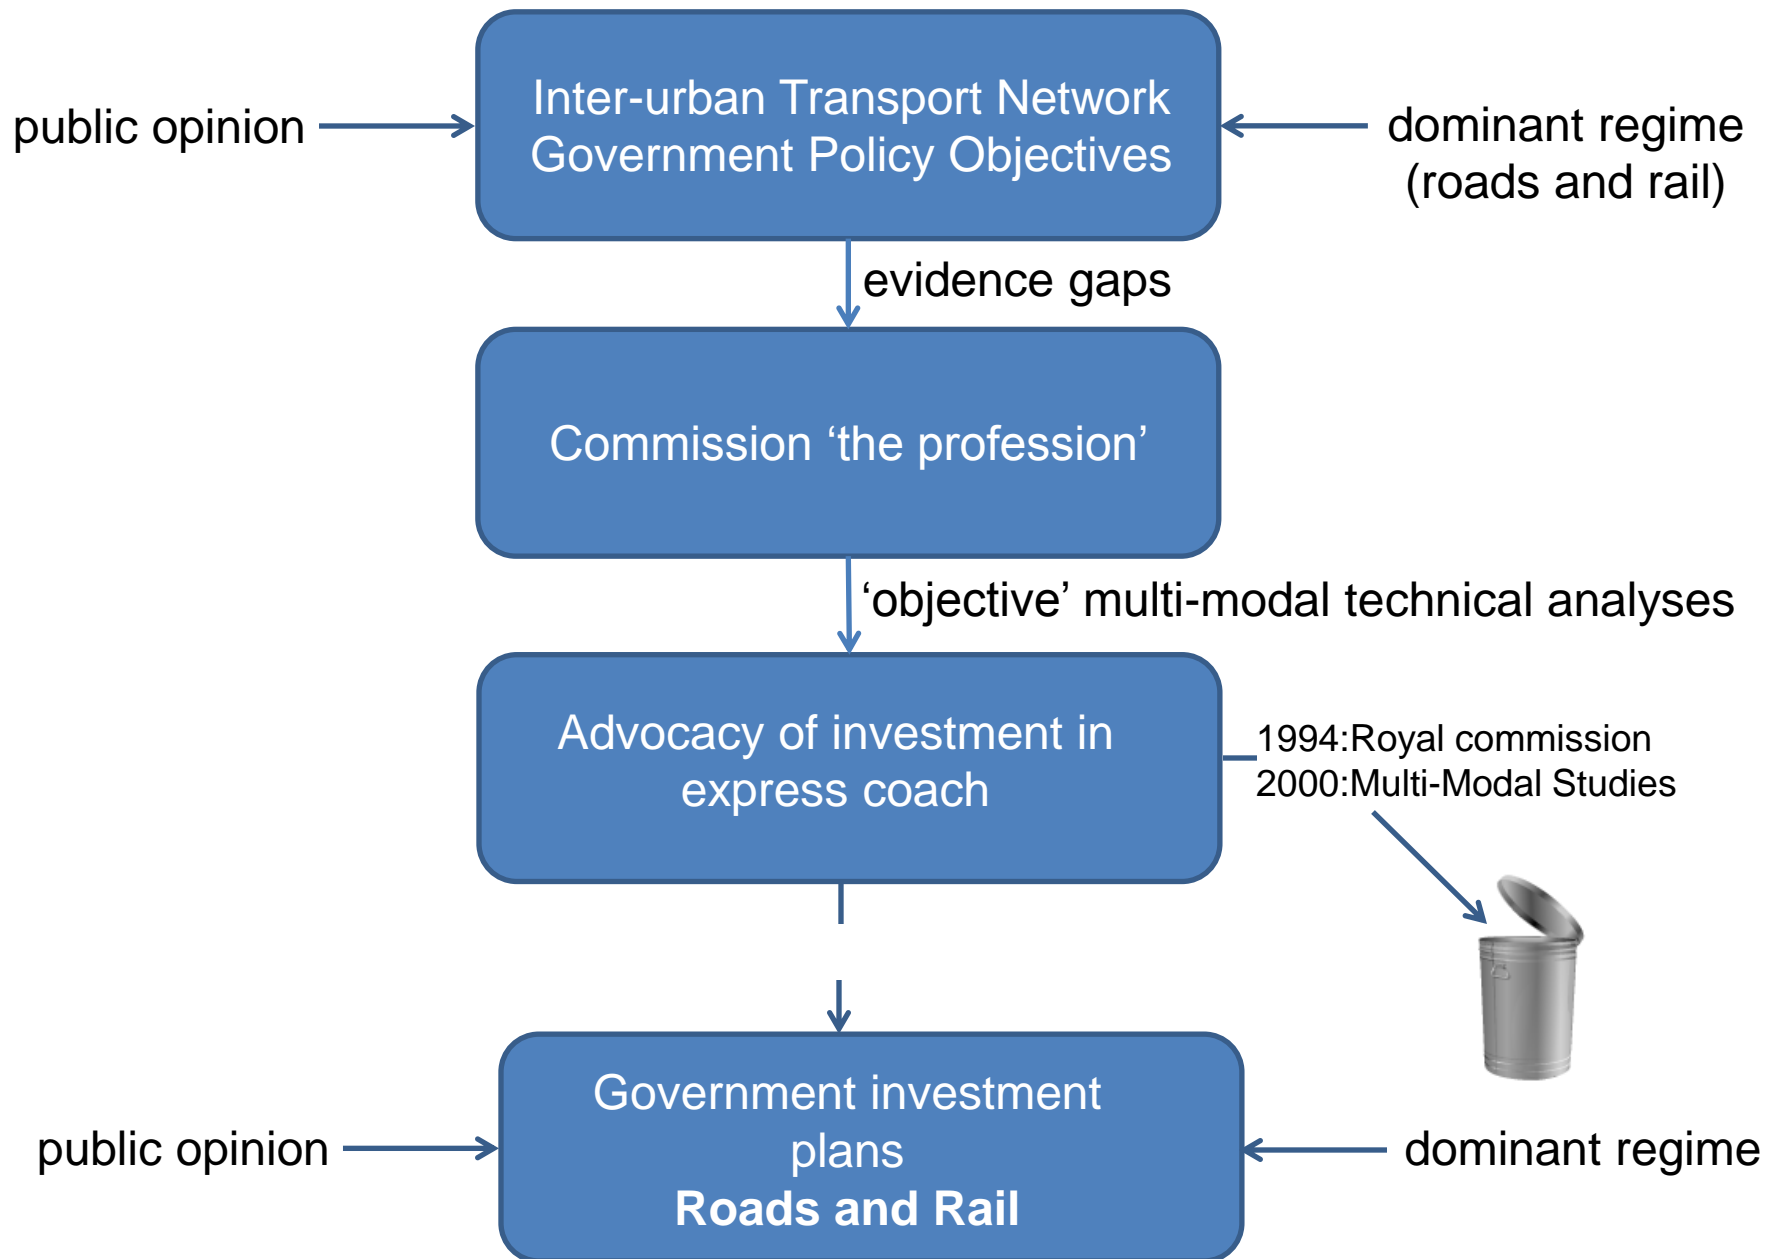 Inter-urban Transport Network
Government Policy Objectives
public opinion
dominant regime
(roads and rail)
evidence gaps
Commission ‘the profession’
‘objective’ multi-modal technical analyses
Advocacy of investment in
express coach
1994:Royal commission
2000:Multi-Modal Studies
Government investment
plans
Roads and Rail
public opinion
dominant regime